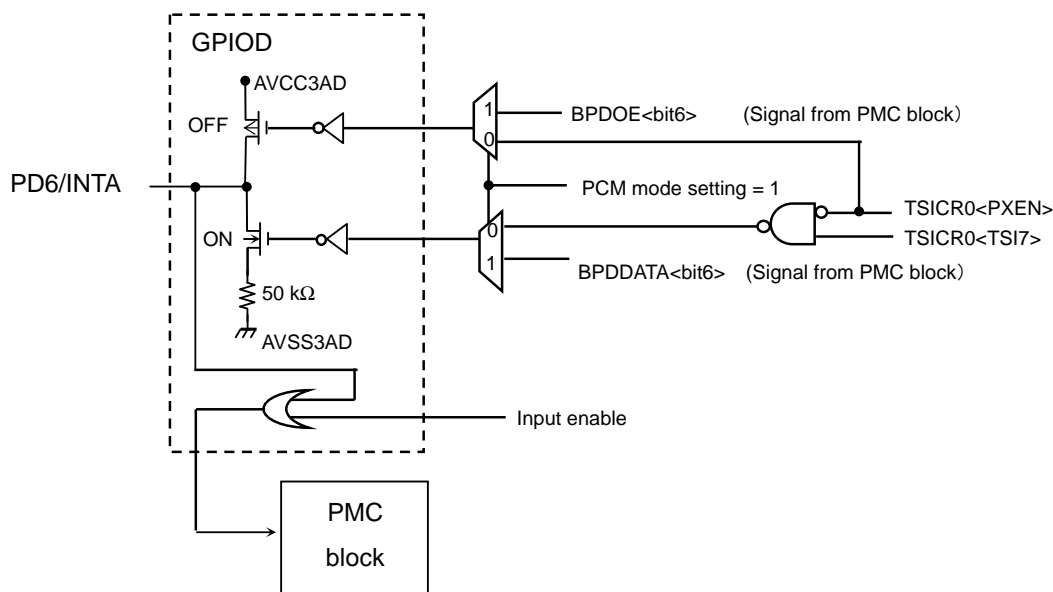 GPIOD
AVCC3AD
OFF
1
0
BPDOE<bit6> (Signal from PMC block）
PD6/INTA
PCM mode setting = 1
TSICR0<PXEN>
TSICR0<TSI7>
ON
0
1
BPDDATA<bit6> (Signal from PMC block）
50 kΩ
AVSS3AD
Input enable
PMC
block